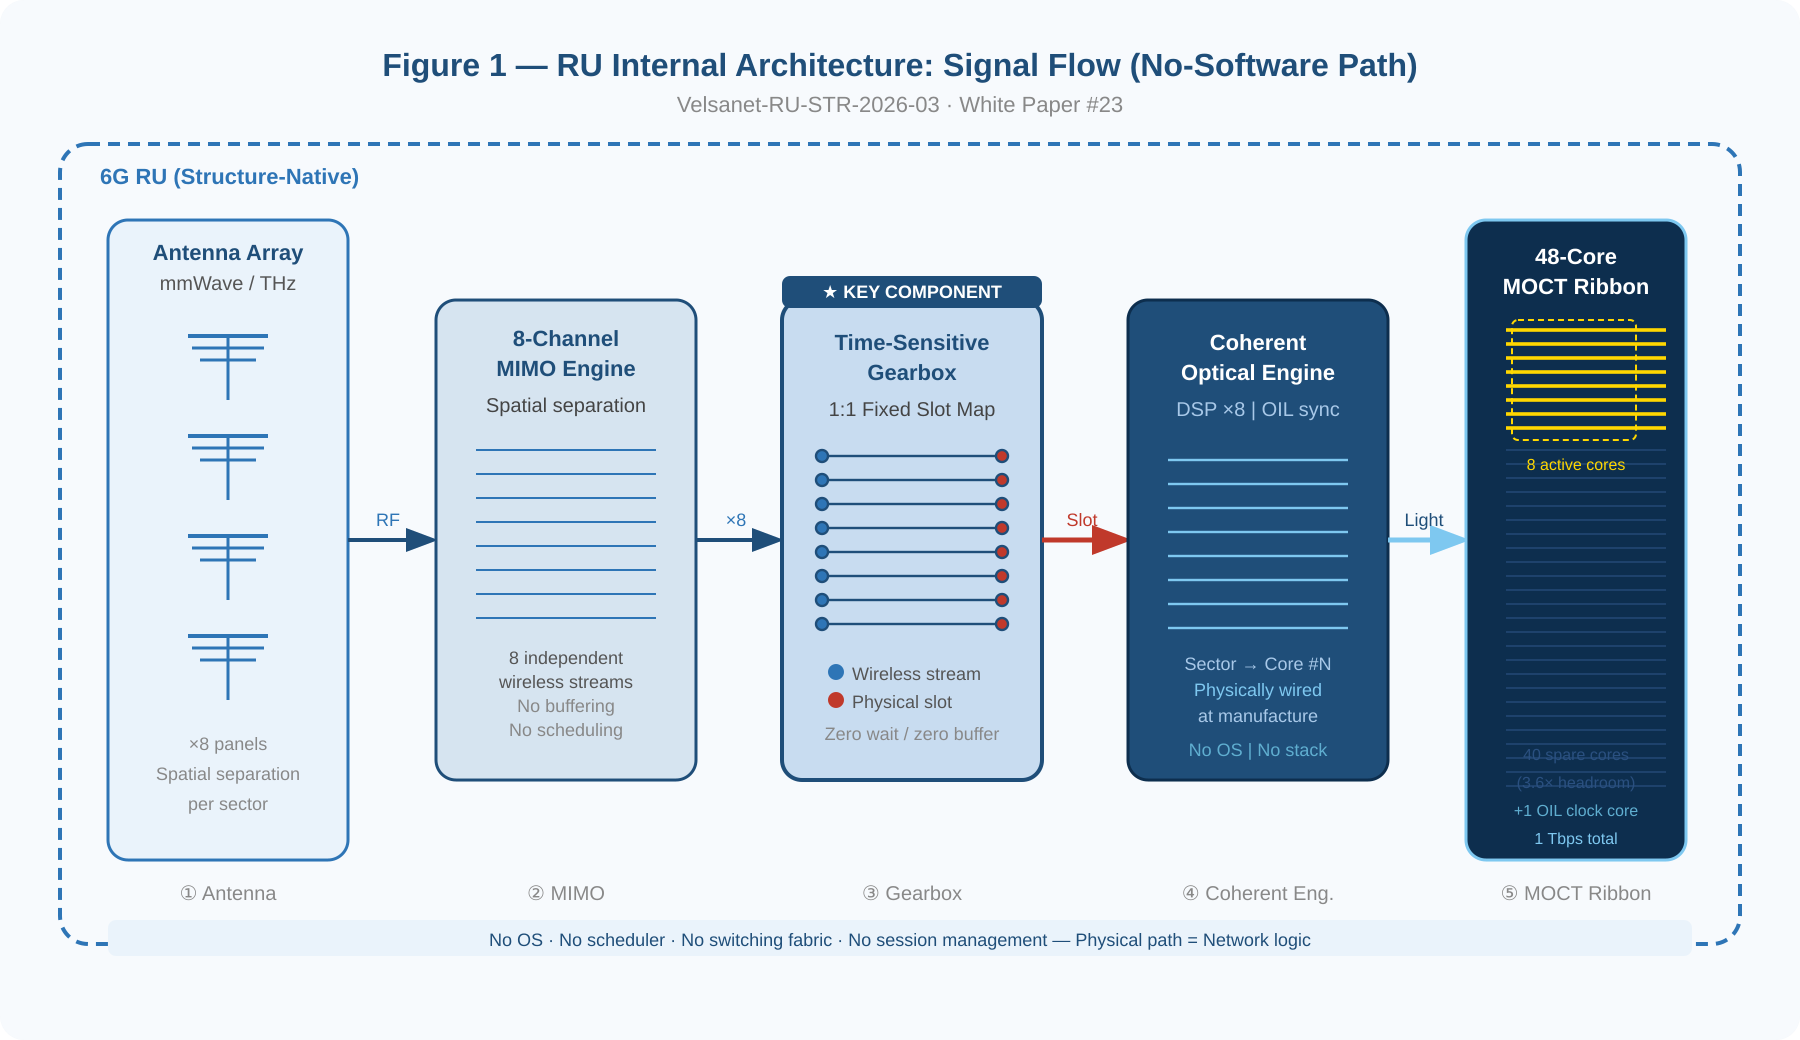 Figure 1 — RU Internal Architecture: Signal Flow (No-Software Path)
Velsanet-RU-STR-2026-03 · White Paper #23
6G RU (Structure-Native)
Antenna Array
mmWave / THz
×8 panels
Spatial separation
per sector
RF
8-Channel
MIMO Engine
Spatial separation
8 independent
wireless streams
No buffering
No scheduling
×8
★ KEY COMPONENT
Time-Sensitive
Gearbox
1:1 Fixed Slot Map
Wireless stream
Physical slot
Zero wait / zero buffer
Slot
Coherent
Optical Engine
DSP ×8 | OIL sync
Sector → Core #N
Physically wired
at manufacture
No OS | No stack
Light
48-Core
MOCT Ribbon
8 active cores
40 spare cores
(3.6× headroom)
+1 OIL clock core
1 Tbps total
① Antenna
② MIMO
③ Gearbox
④ Coherent Eng.
⑤ MOCT Ribbon
No OS · No scheduler · No switching fabric · No session management — Physical path = Network logic